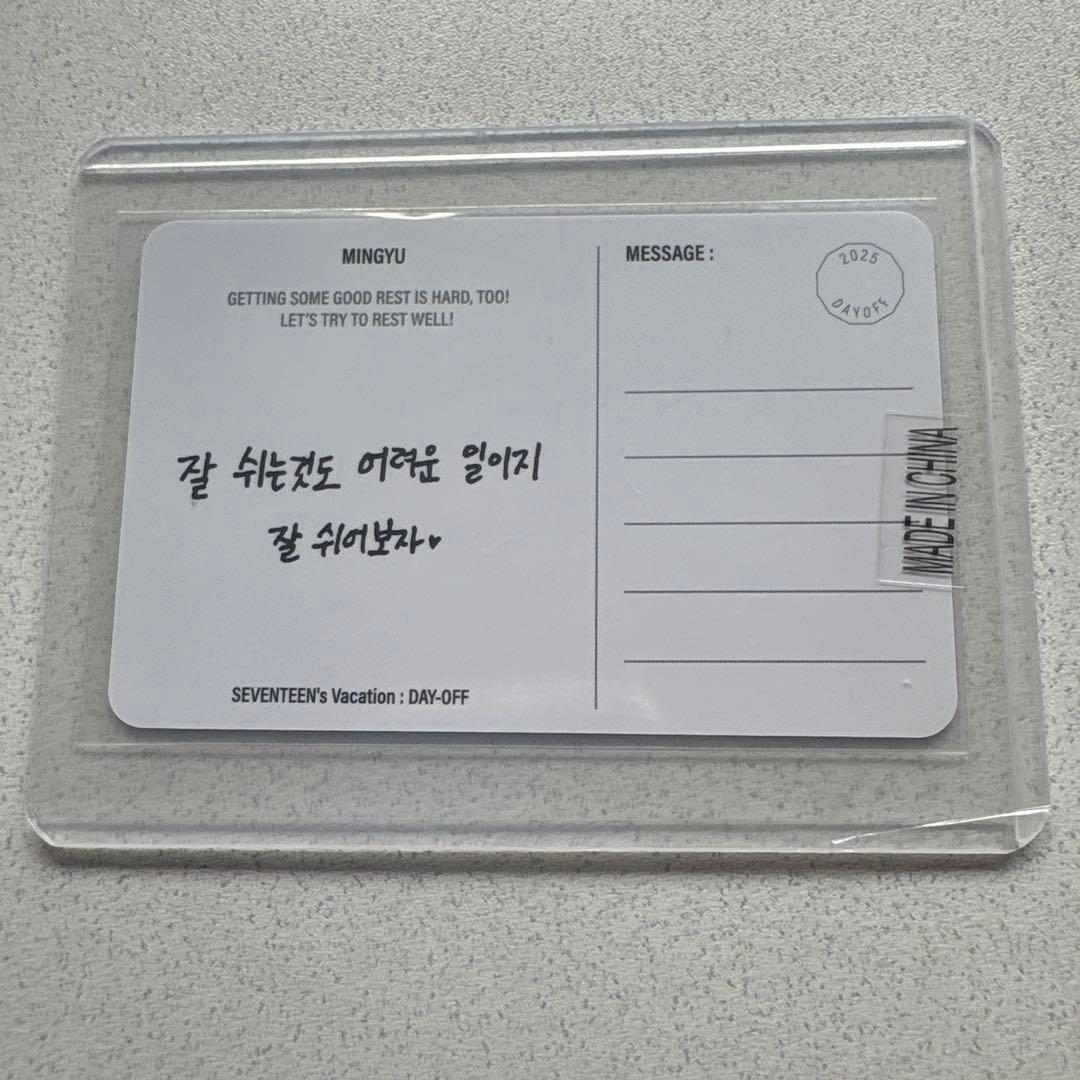 MINGYU
GETTING SOME GOOD REST IS HARD, TOO!
LET'S TRY TO REST WELL!
잘 쉬는것도 어려운 일이지
잘 쉬어보자♥
SEVENTEEN's Vacation : DAY-OFF
MESSAGE :
2025
DAYOFF
MADE IN CHINA